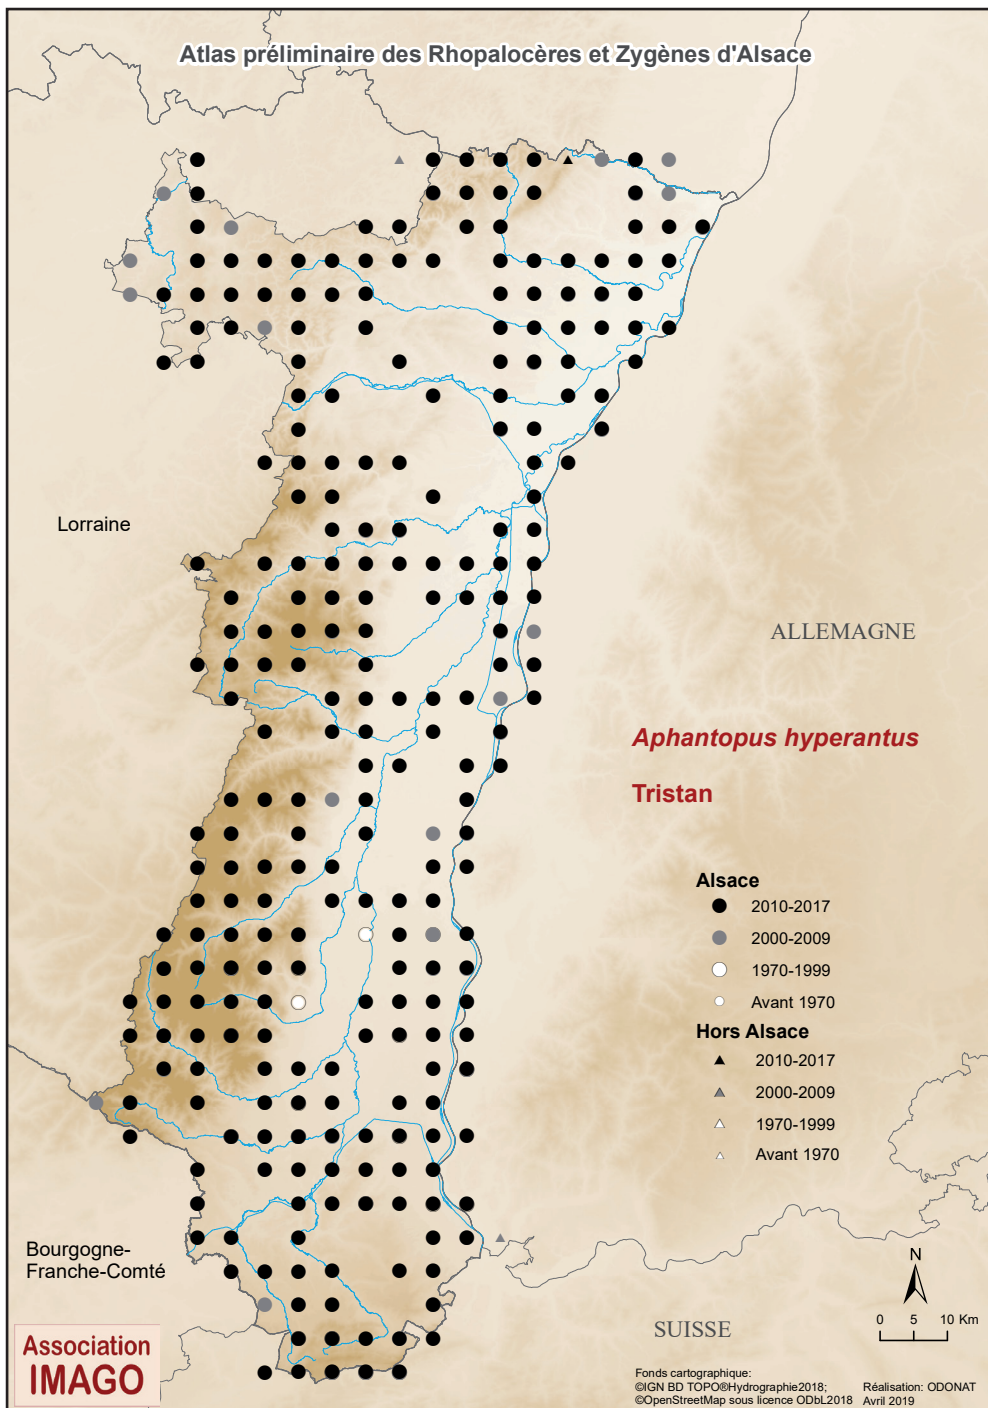 Atlas préliminaire des Rhopalocères et Zygènes d'Alsace
Lorraine
ALLEMAGNE
Aphantopus hyperantus
Tristan
Alsace
2010-2017
2000-2009
1970-1999
Avant 1970
Hors Alsace
2010-2017
2000-2009
1970-1999
Avant 1970
Bourgogne-
Franche-Comté
SUISSE
N
0 5 10 Km
Association
IMAGO
Fonds cartographique:
©IGN BD TOPO®Hydrographie2018;
©OpenStreetMap sous licence ODbL2018
Réalisation: ODONAT
Avril 2019